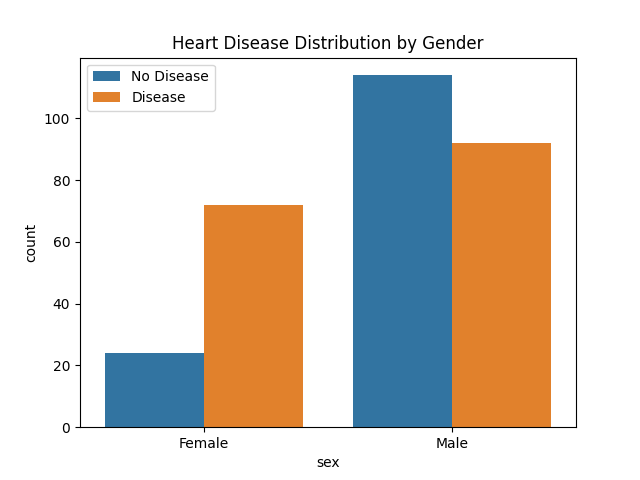 Heart Disease Distribution by Gender
No Disease
Disease
100
80
60
40
20
0
count
Female
Male
sex